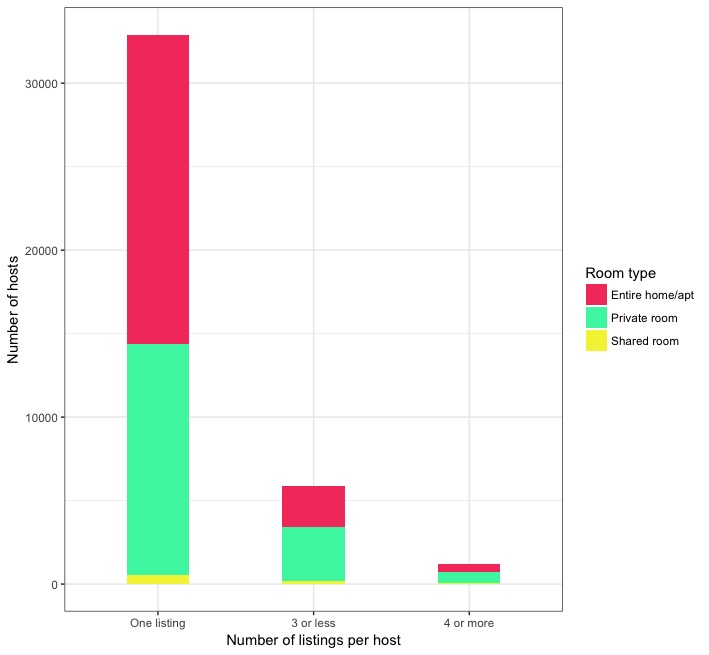 30000
20000
10000
0
Number of hosts
One listing
3 or less
4 or more
Number of listings per host
Room type
Entire home/apt
Private room
Shared room